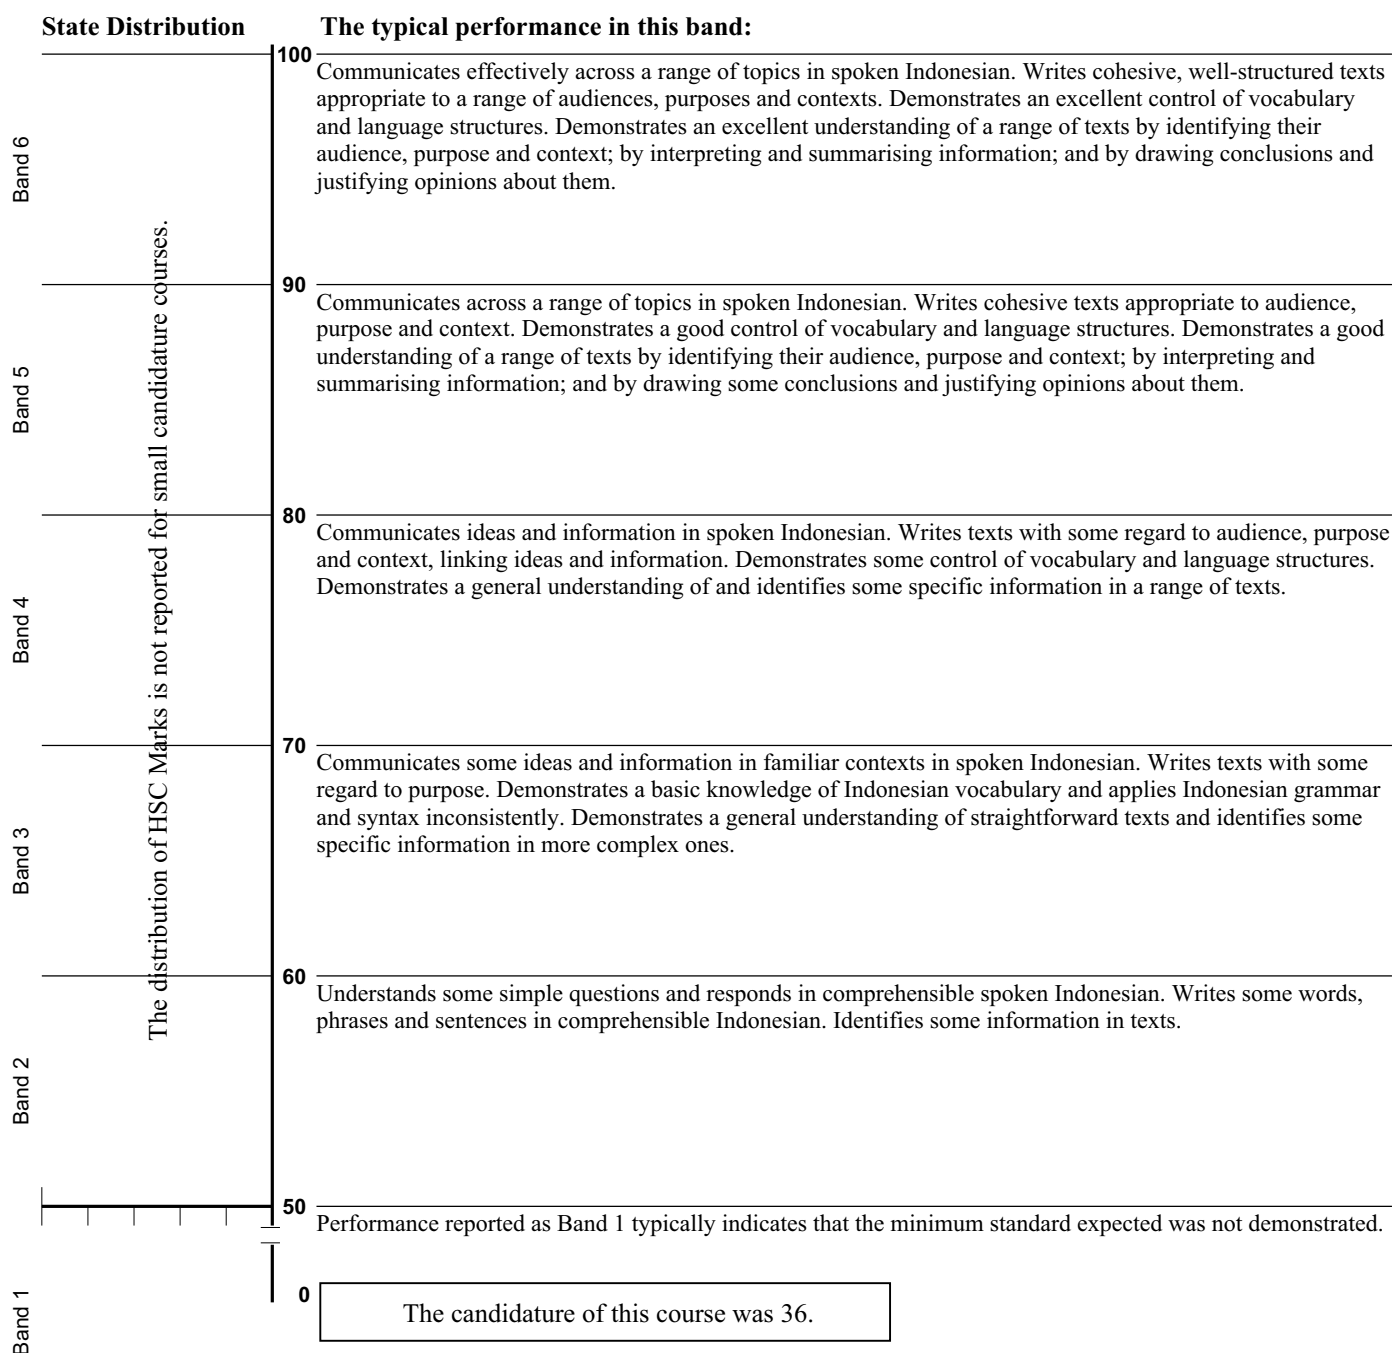 State Distribution
The typical performance in this band:
100
Communicates effectively across a range of topics in spoken Indonesian. Writes cohesive, well-structured texts
appropriate to a range of audiences, purposes and contexts. Demonstrates an excellent control of vocabulary
and language structures. Demonstrates an excellent understanding of a range of texts by identifying their
audience, purpose and context; by interpreting and summarising information; and by drawing conclusions and
justifying opinions about them.
Band 6
90
Communicates across a range of topics in spoken Indonesian. Writes cohesive texts appropriate to audience,
purpose and context. Demonstrates a good control of vocabulary and language structures. Demonstrates a good
understanding of a range of texts by identifying their audience, purpose and context; by interpreting and
summarising information; and by drawing some conclusions and justifying opinions about them.
Band 5
80
Communicates ideas and information in spoken Indonesian. Writes texts with some regard to audience, purpose
and context, linking ideas and information. Demonstrates some control of vocabulary and language structures.
Demonstrates a general understanding of and identifies some specific information in a range of texts.
Band 4
The distribution of HSC Marks is not reported for small candidature courses.
70
Communicates some ideas and information in familiar contexts in spoken Indonesian. Writes texts with some
regard to purpose. Demonstrates a basic knowledge of Indonesian vocabulary and applies Indonesian grammar
and syntax inconsistently. Demonstrates a general understanding of straightforward texts and identifies some
specific information in more complex ones.
Band 3
60
Understands some simple questions and responds in comprehensible spoken Indonesian. Writes some words,
phrases and sentences in comprehensible Indonesian. Identifies some information in texts.
Band 2
50
Performance reported as Band 1 typically indicates that the minimum standard expected was not demonstrated.
0
Band 1
The candidature of this course was 36.